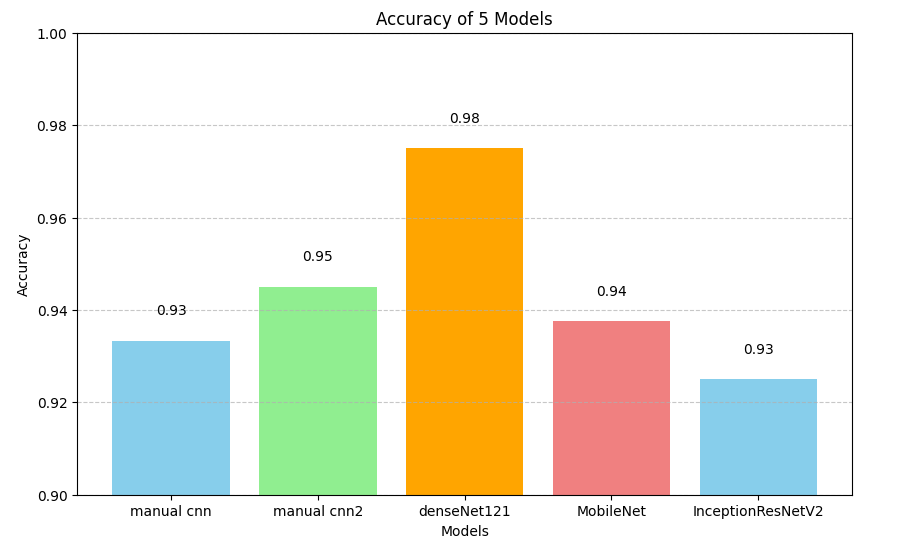 Accuracy of 5 Models
1.00
0.98
0.96
0.94
0.92
0.90
Accuracy
0.93
0.95
0.98
0.94
0.93
manual cnn
manual cnn2
denseNet121
MobileNet
InceptionResNetV2
Models